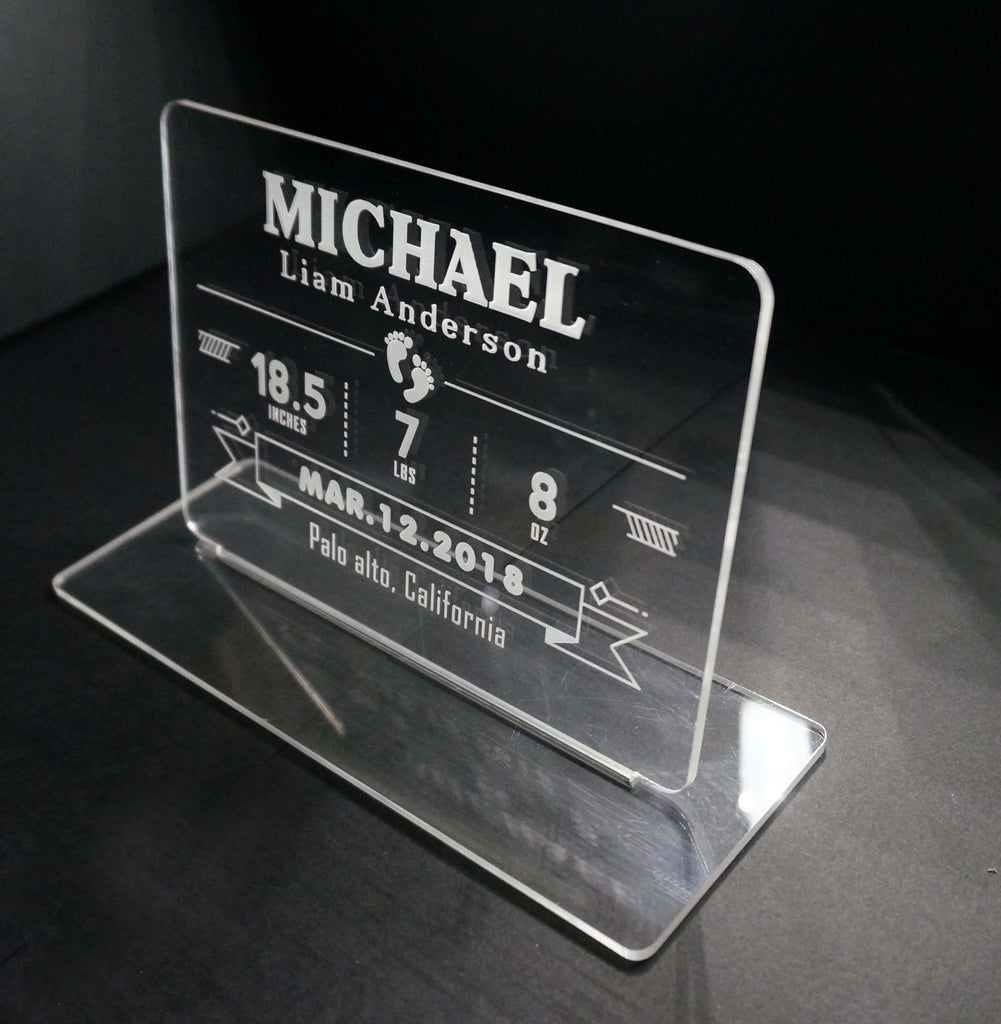 MICHAEL
Liam Anderson
18.5
INCHES
7
LBS
8
OZ
MAR.12.2018
Palo alto, California